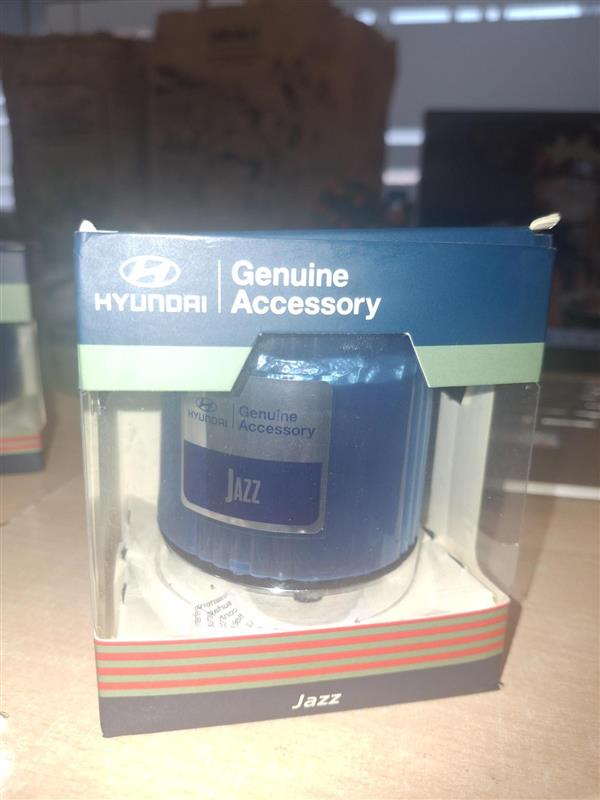 HYUNDAI
Genuine
Accessory
HYUNDAI
Genuine
Accessory
JAZZ
Jazz